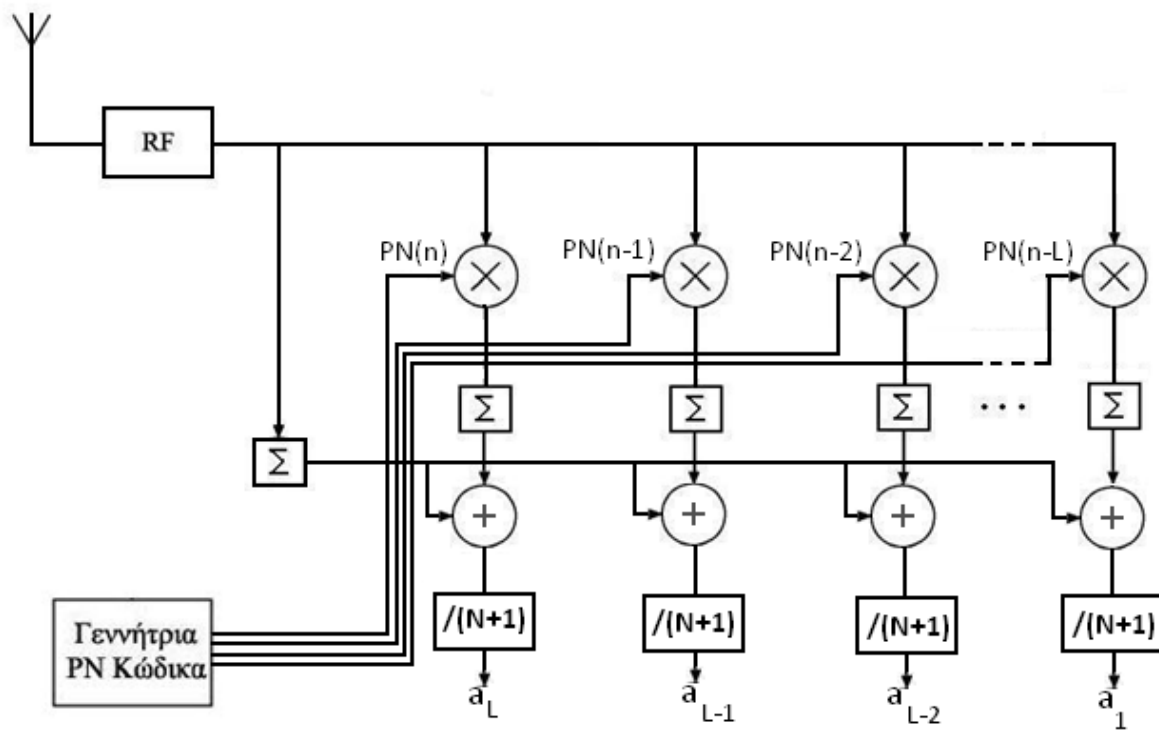 RF
PN(n)
PN(n-1)
PN(n-2)
PN(n-L)
×
×
×
×
Σ
Σ
Σ
...
Σ
Σ
+
+
+
+
Γεννήτρια
PN Κώδικα
/(N+1)
/(N+1)
/(N+1)
/(N+1)
a_L
a_L-1
a_L-2
a_1